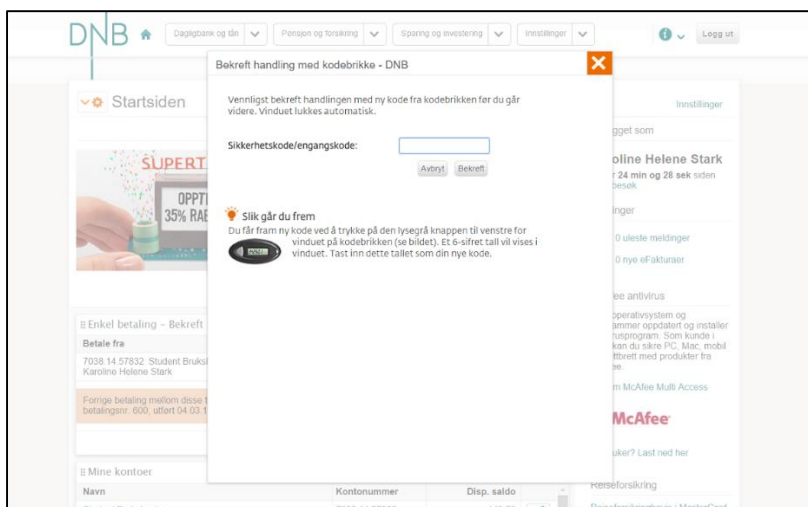 DNB
Dagligbank og lån
Pensjon og forsikring
Sparing og investering
Innstillinger
Logg ut
Bekreft handling med kodebrikke - DNB
Vennligst bekreft handlingen med ny kode fra kodebrikken før du går
videre. Vinduet lukkes automatisk.
Sikkerhetskode/engangskode:
Avbryt Bekreft
Slik går du frem
Du får fram ny kode ved å trykke på den lysegrå knappen til venstre for
vinduet på kodebrikken (se bildet). Et 6-sifret tall vil vises i
vinduet. Tast inn dette tallet som din nye kode.
Startsiden
SUPERT
OPPTI
35% RAB
Enkel betaling - Bekreft
Betale fra
7038 14 57832 Student Bruksl
Karoline Helene Stark
Forrige betaling mellom disse t
betalingsnr. 600, utført 04.03.1
Mine kontoer
Navn Kontonummer Disp. saldo
Innstillinger
gget som
oline Helene Stark
r 24 min og 28 sek siden
besøk
inger
0 uleste meldinger
0 nye eFakturaer
ee antivirus
operativsystem og
ammer oppdatert og installer
rusprogram. Som kunde i
kan du sikre PC, Mac, mobil
ttbrett med produkter fra
ee.
m McAfee Multi Access
McAfee
uker? Last ned her
Reiseforsikring